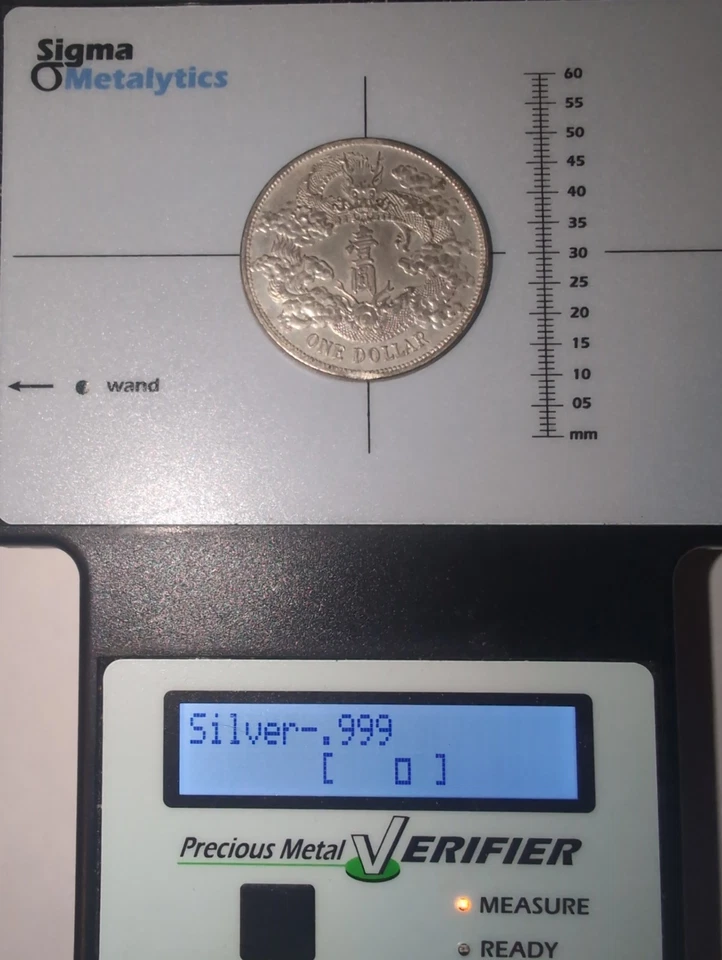 Sigma
Metalytics
60
55
50
45
40
35
30
25
20
15
10
05
mm
壹
圓
ONE DOLLAR
wand
Silver-.999
[ 0 ]
Precious Metal VERIFIER
MEASURE
READY